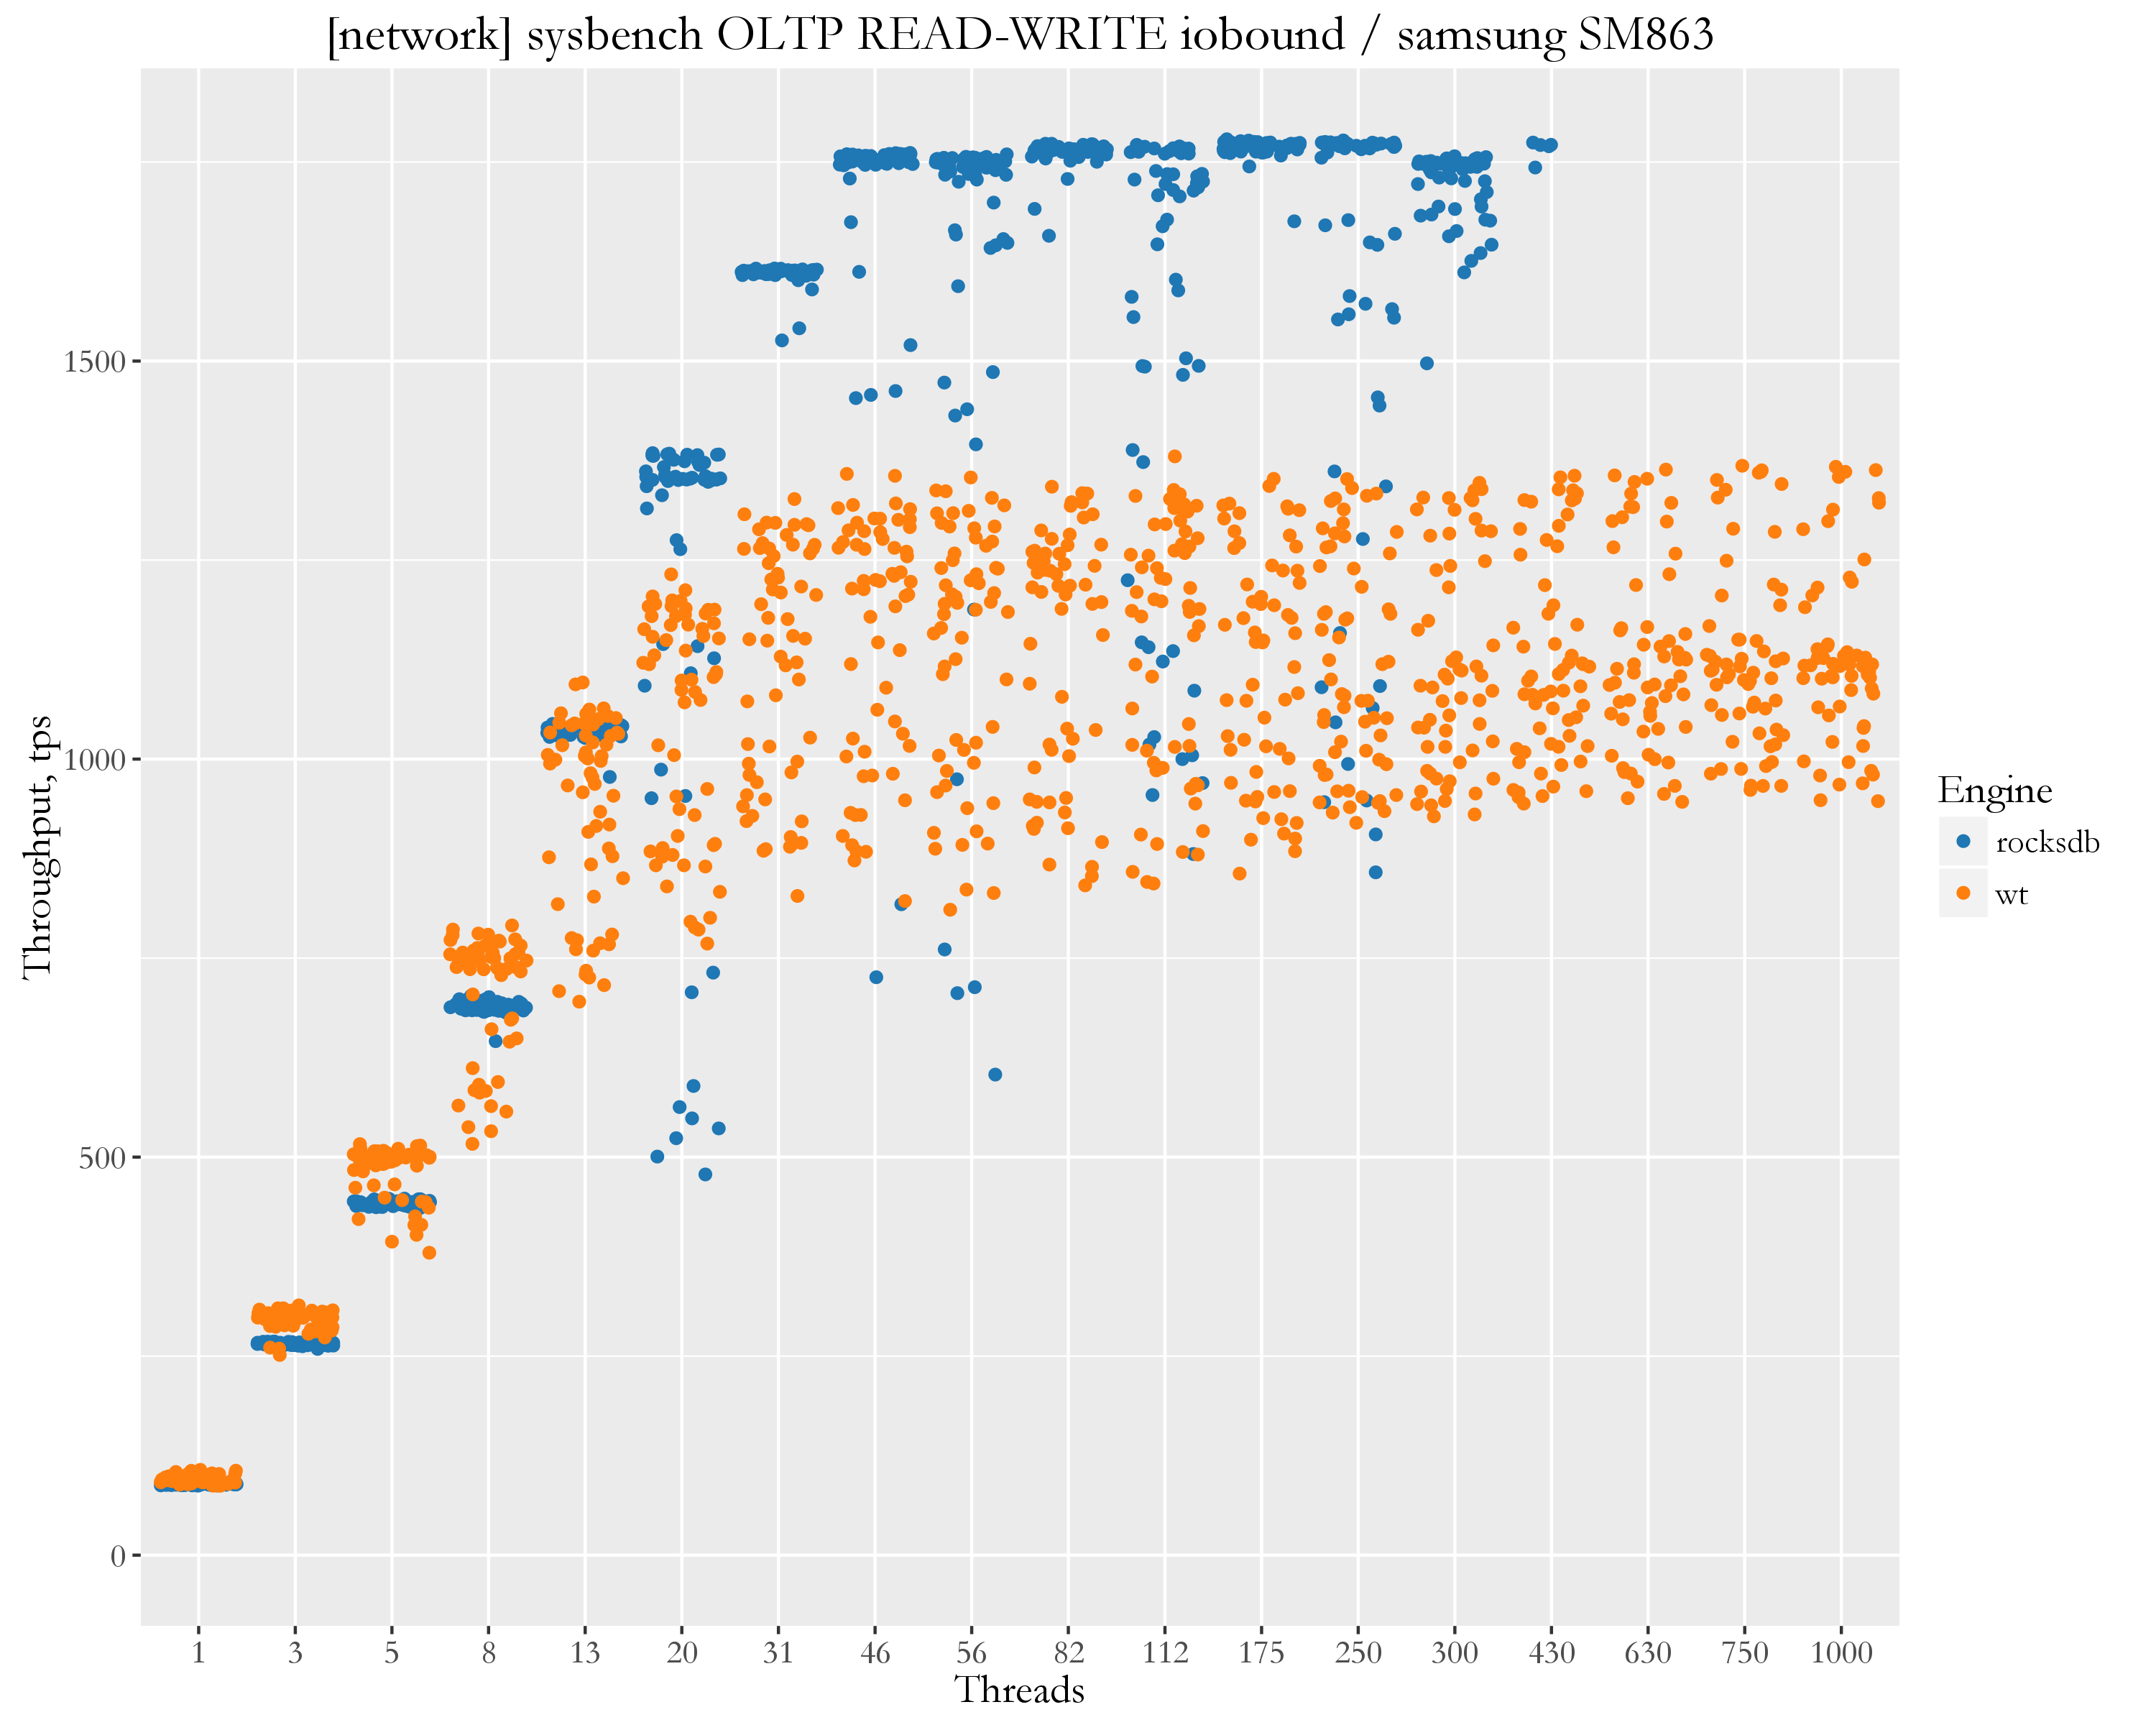 [network] sysbench OLTP READ-WRITE iobound / samsung SM863
Throughput, tps
1500
1000
500
0
1 3 5 8 13 20 31 46 56 82 112 175 250 300 430 630 750 1000
Threads
Engine
rocksdb
wt